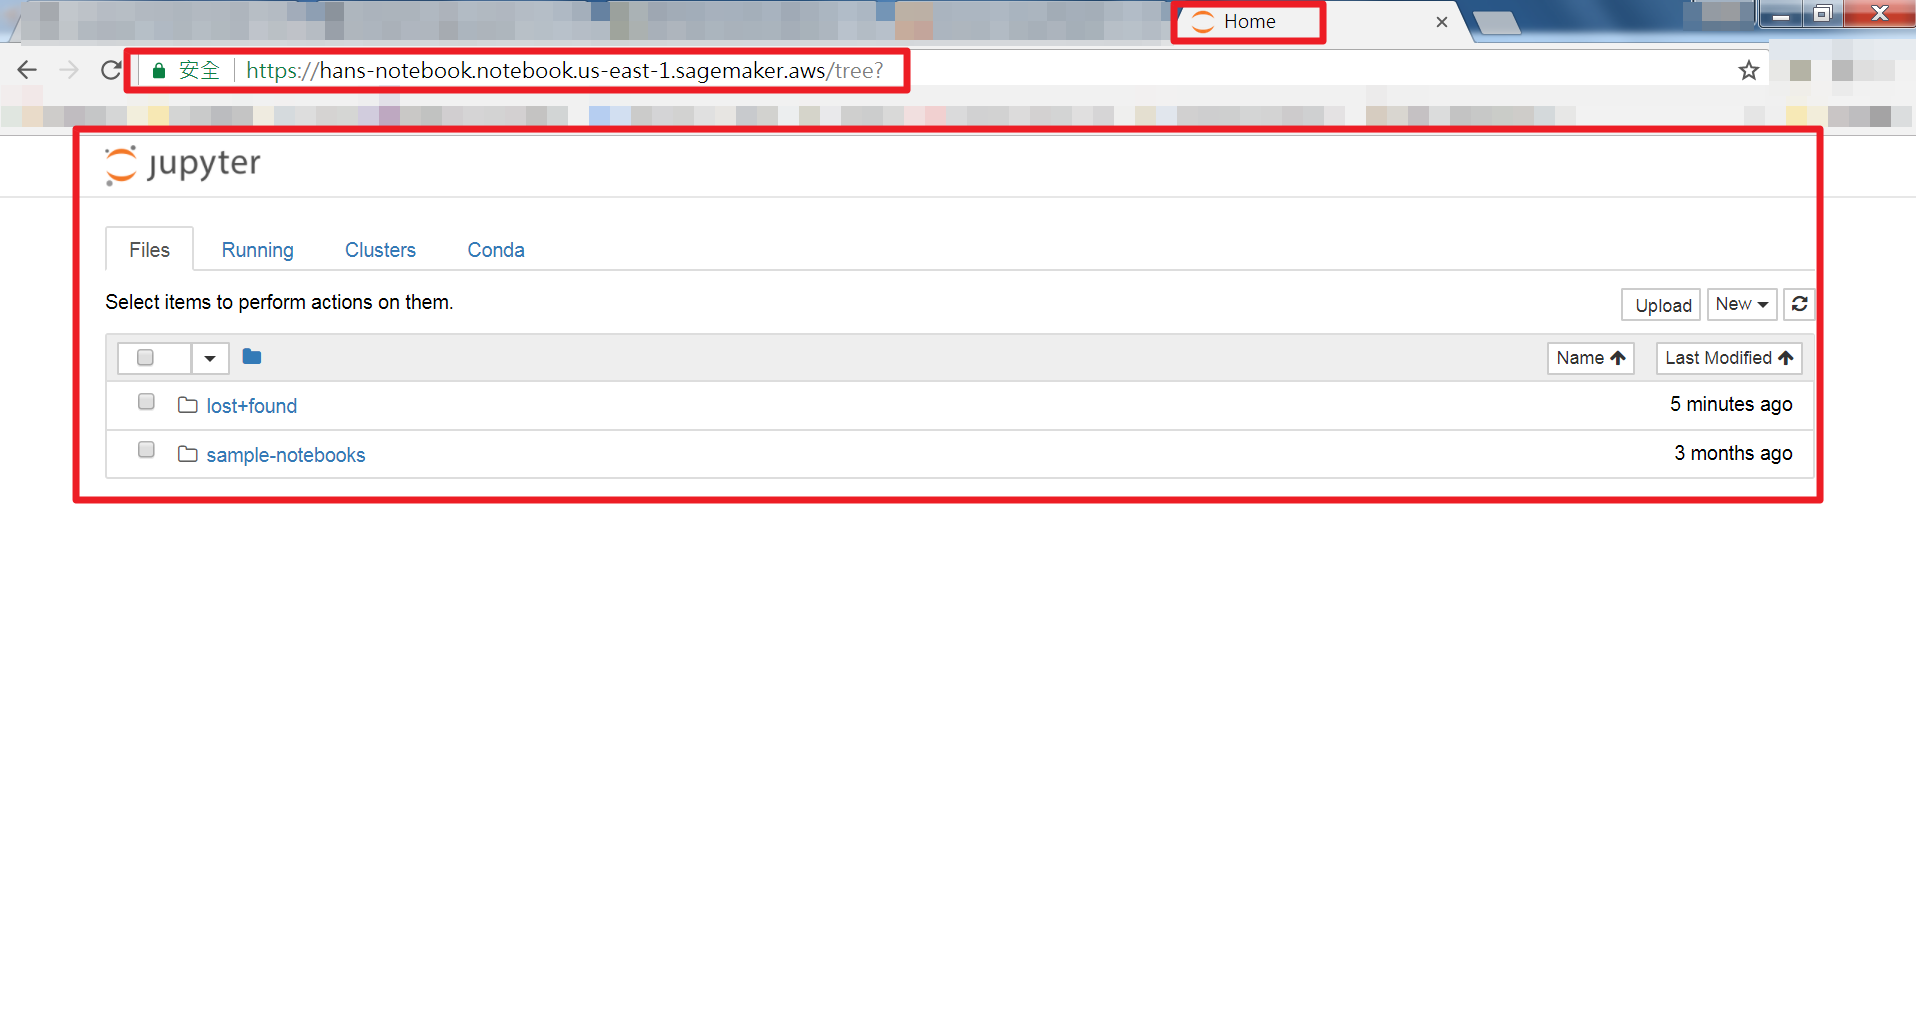 Home
安全 https://hans-notebook.notebook.us-east-1.sagemaker.aws/tree?
jupyter
Files Running Clusters Conda
Select items to perform actions on them.
Upload New
Name Last Modified
lost+found 5 minutes ago
sample-notebooks 3 months ago